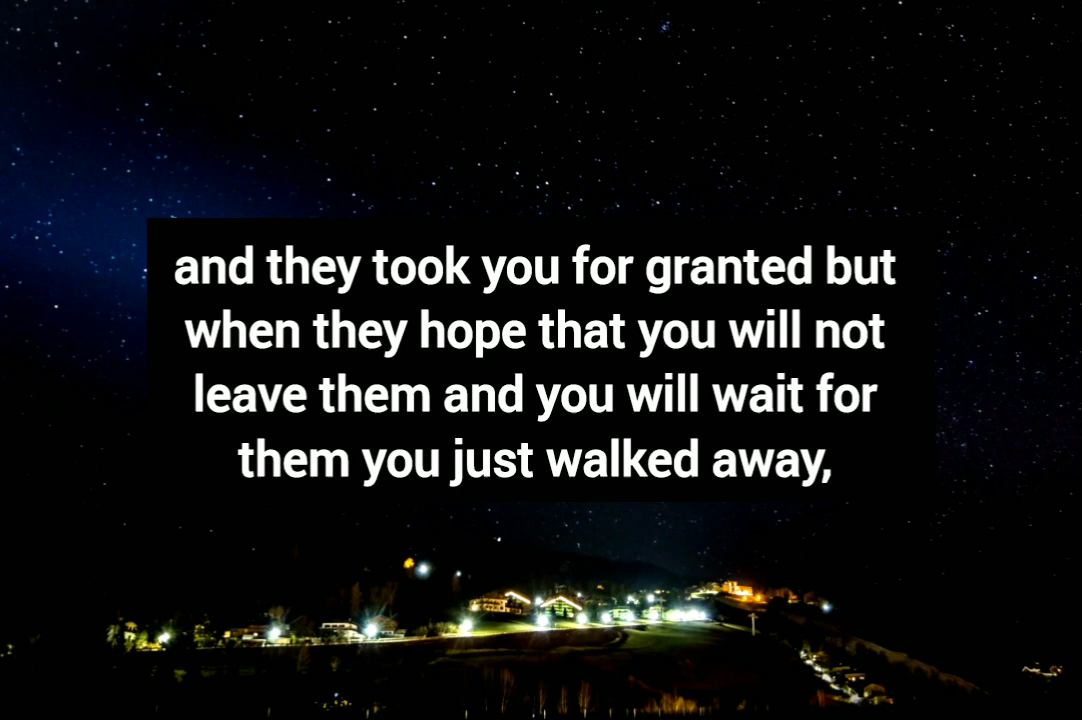 and they took you for granted but
when they hope that you will not
leave them and you will wait for
them you just walked away,